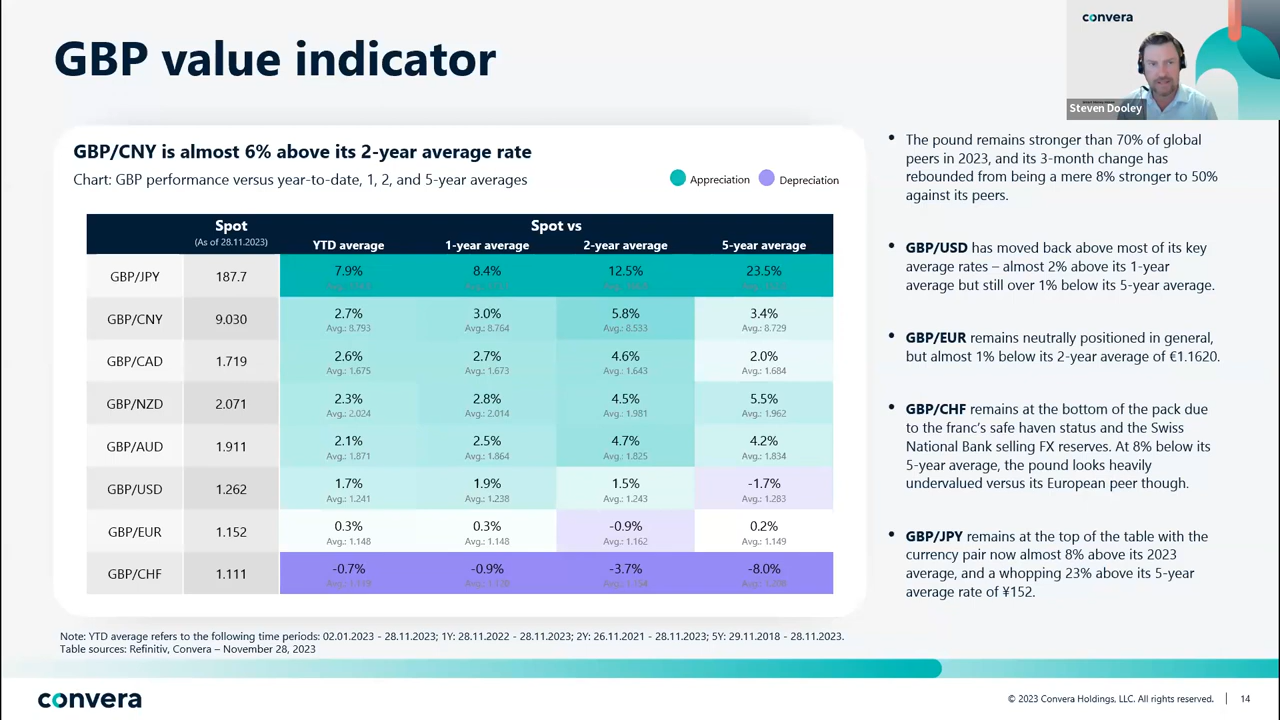 GBP value indicator
convera
Steven Dooley
GBP/CNY is almost 6% above its 2-year average rate
Chart: GBP performance versus year-to-date, 1, 2, and 5-year averages
Appreciation Depreciation
Spot Spot vs
(As of 28.11.2023) YTD average 1-year average 2-year average 5-year average
GBP/JPY 187.7 7.9% 8.4% 12.5% 23.5%
GBP/CNY 9.030 2.7% 3.0% 5.8% 3.4%
Avg.: 8.793 Avg.: 8.764 Avg.: 8.533 Avg.: 8.729
GBP/CAD 1.719 2.6% 2.7% 4.6% 2.0%
Avg.: 1.675 Avg.: 1.673 Avg.: 1.643 Avg.: 1.684
GBP/NZD 2.071 2.3% 2.8% 4.5% 5.5%
Avg.: 2.024 Avg.: 2.014 Avg.: 1.981 Avg.: 1.962
GBP/AUD 1.911 2.1% 2.5% 4.7% 4.2%
Avg.: 1.871 Avg.: 1.864 Avg.: 1.825 Avg.: 1.834
GBP/USD 1.262 1.7% 1.9% 1.5% -1.7%
Avg.: 1.241 Avg.: 1.238 Avg.: 1.243 Avg.: 1.283
GBP/EUR 1.152 0.3% 0.3% -0.9% 0.2%
Avg.: 1.148 Avg.: 1.148 Avg.: 1.162 Avg.: 1.149
GBP/CHF 1.111 -0.7% -0.9% -3.7% -8.0%
Note: YTD average refers to the following time periods: 02.01.2023 - 28.11.2023; 1Y: 28.11.2022 - 28.11.2023; 2Y: 26.11.2021 - 28.11.2023; 5Y: 29.11.2018 - 28.11.2023.
Table sources: Refinitiv, Convera – November 28, 2023
• The pound remains stronger than 70% of global
peers in 2023, and its 3-month change has
rebounded from being a mere 8% stronger to 50%
against its peers.
• GBP/USD has moved back above most of its key
average rates – almost 2% above its 1-year
average but still over 1% below its 5-year average.
• GBP/EUR remains neutrally positioned in general,
but almost 1% below its 2-year average of €1.1620.
• GBP/CHF remains at the bottom of the pack due
to the franc's safe haven status and the Swiss
National Bank selling FX reserves. At 8% below its
5-year average, the pound looks heavily
undervalued versus its European peer though.
• GBP/JPY remains at the top of the table with the
currency pair now almost 8% above its 2023
average, and a whopping 23% above its 5-year
average rate of ¥152.
convera
© 2023 Convera Holdings, LLC. All rights reserved. | 14